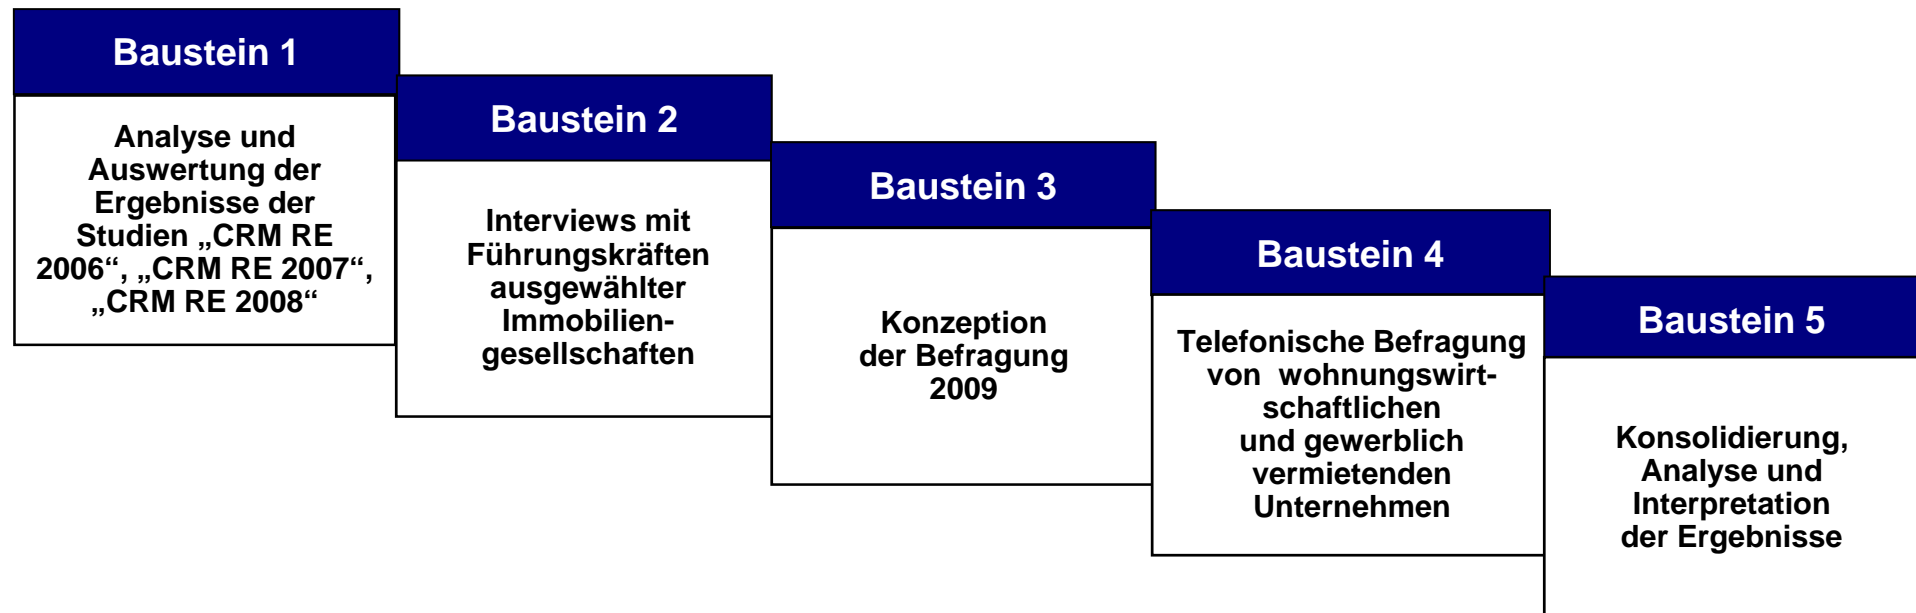 Baustein 1
Analyse und
Auswertung der
Ergebnisse der
Studien „CRM RE
2006“, „CRM RE 2007“,
„CRM RE 2008“
Baustein 2
Interviews mit
Führungskräften
ausgewählter
Immobilien-
gesellschaften
Baustein 3
Konzeption
der Befragung
2009
Baustein 4
Telefonische Befragung
von  wohnungswirt-
schaftlichen
und gewerblich
vermietenden
Unternehmen
Baustein 5
Konsolidierung,
Analyse und
Interpretation
der Ergebnisse